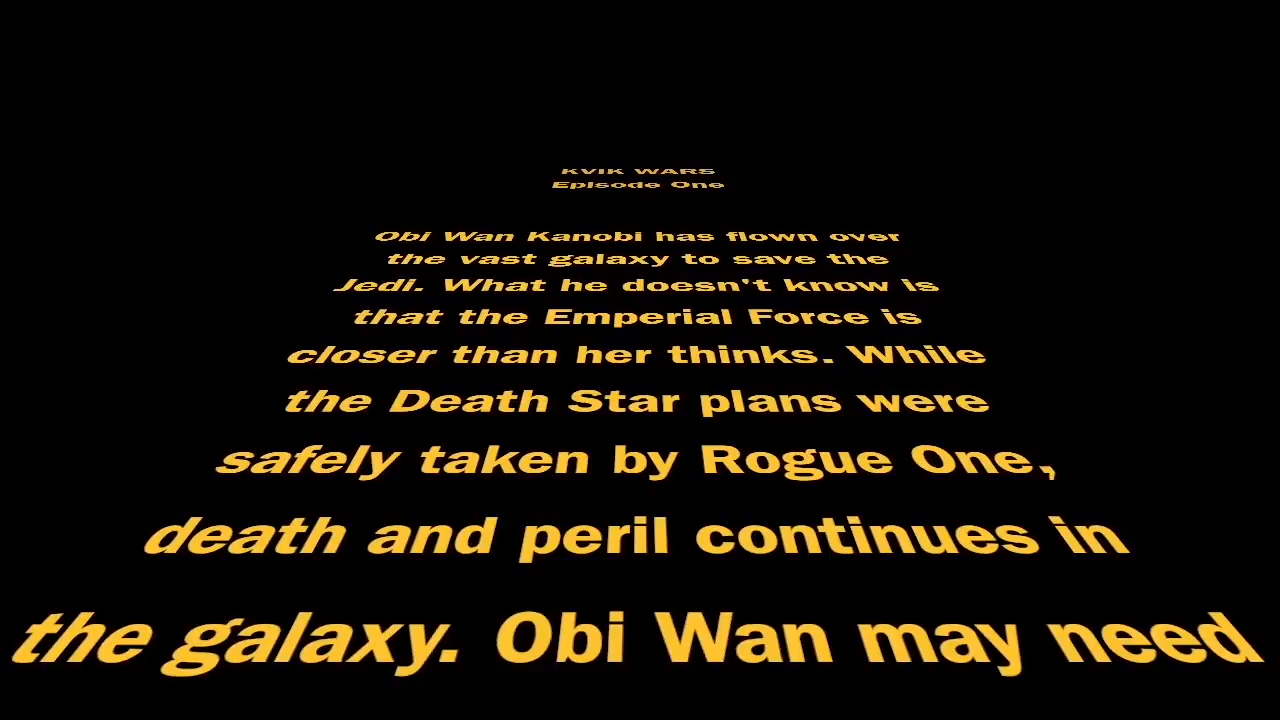 KVIK WARS
Episode One
Obi Wan Kanobi has flown over
the vast galaxy to save the
Jedi. What he doesn't know is
that the Emperial Force is
closer than her thinks. While
the Death Star plans were
safely taken by Rogue One,
death and peril continues in
the galaxy. Obi Wan may need